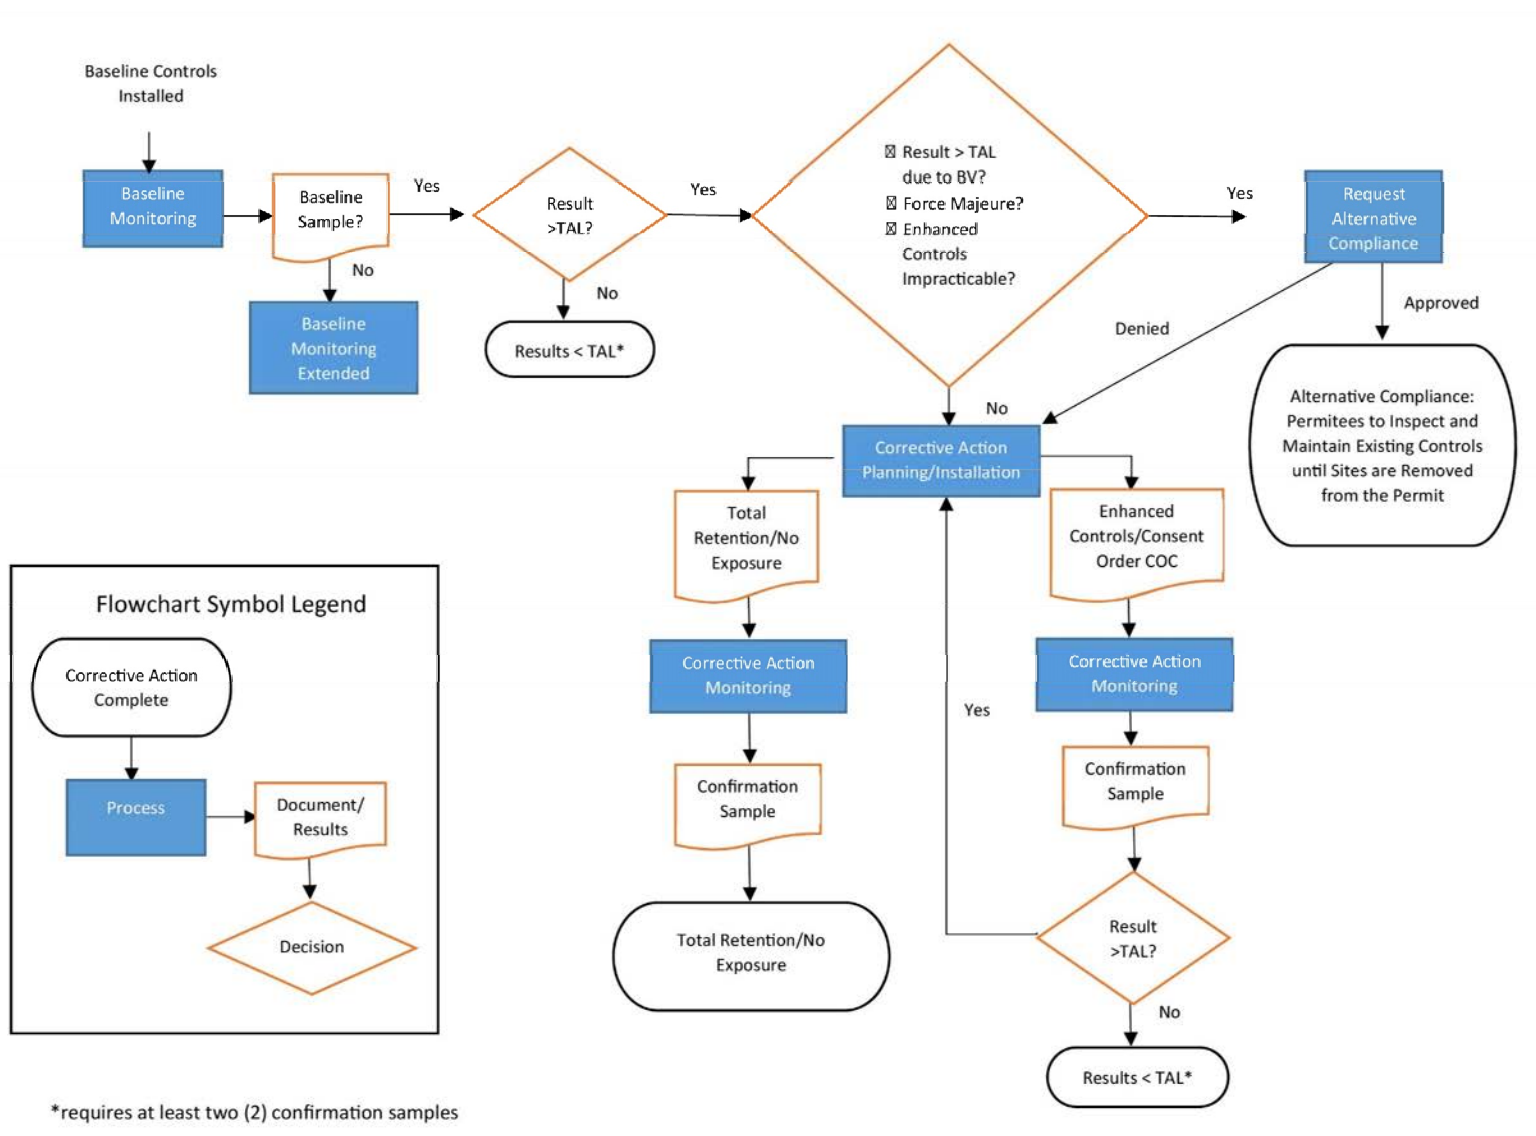 Baseline Controls
Installed
Baseline
Monitoring
Baseline
Sample?
Yes
No
Baseline
Monitoring
Extended
Result
>TAL?
Yes
No
Results < TAL*
Result > TAL
due to BV?
Force Majeure?
Enhanced
Controls
Impracticable?
Yes
No
Request
Alternative
Compliance
Denied
Approved
Alternative Compliance:
Permitees to Inspect and
Maintain Existing Controls
until Sites are Removed
from the Permit
Corrective Action
Planning/Installation
Total
Retention/No
Exposure
Corrective Action
Monitoring
Confirmation
Sample
Total Retention/No
Exposure
Enhanced
Controls/Consent
Order COC
Corrective Action
Monitoring
Confirmation
Sample
Result
>TAL?
Yes
No
Results < TAL*
Flowchart Symbol Legend
Corrective Action
Complete
Process
Document/
Results
Decision
*requires at least two (2) confirmation samples